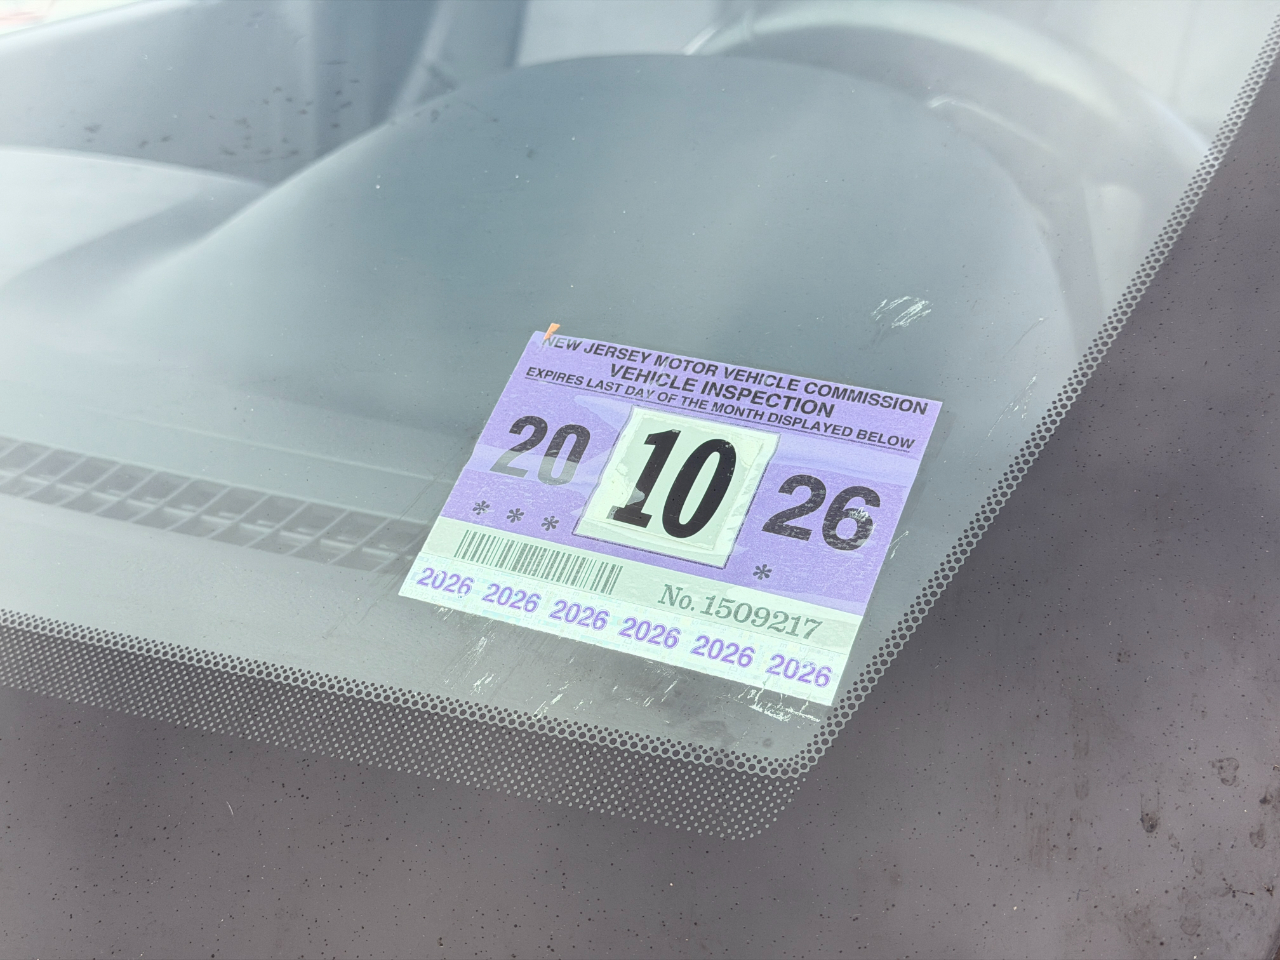 NEW JERSEY MOTOR VEHICLE COMMISSION
VEHICLE INSPECTION
EXPIRES LAST DAY OF THE MONTH DISPLAYED BELOW
20 10 26
* * * *
No. 1509217
2026 2026 2026 2026 2026 2026